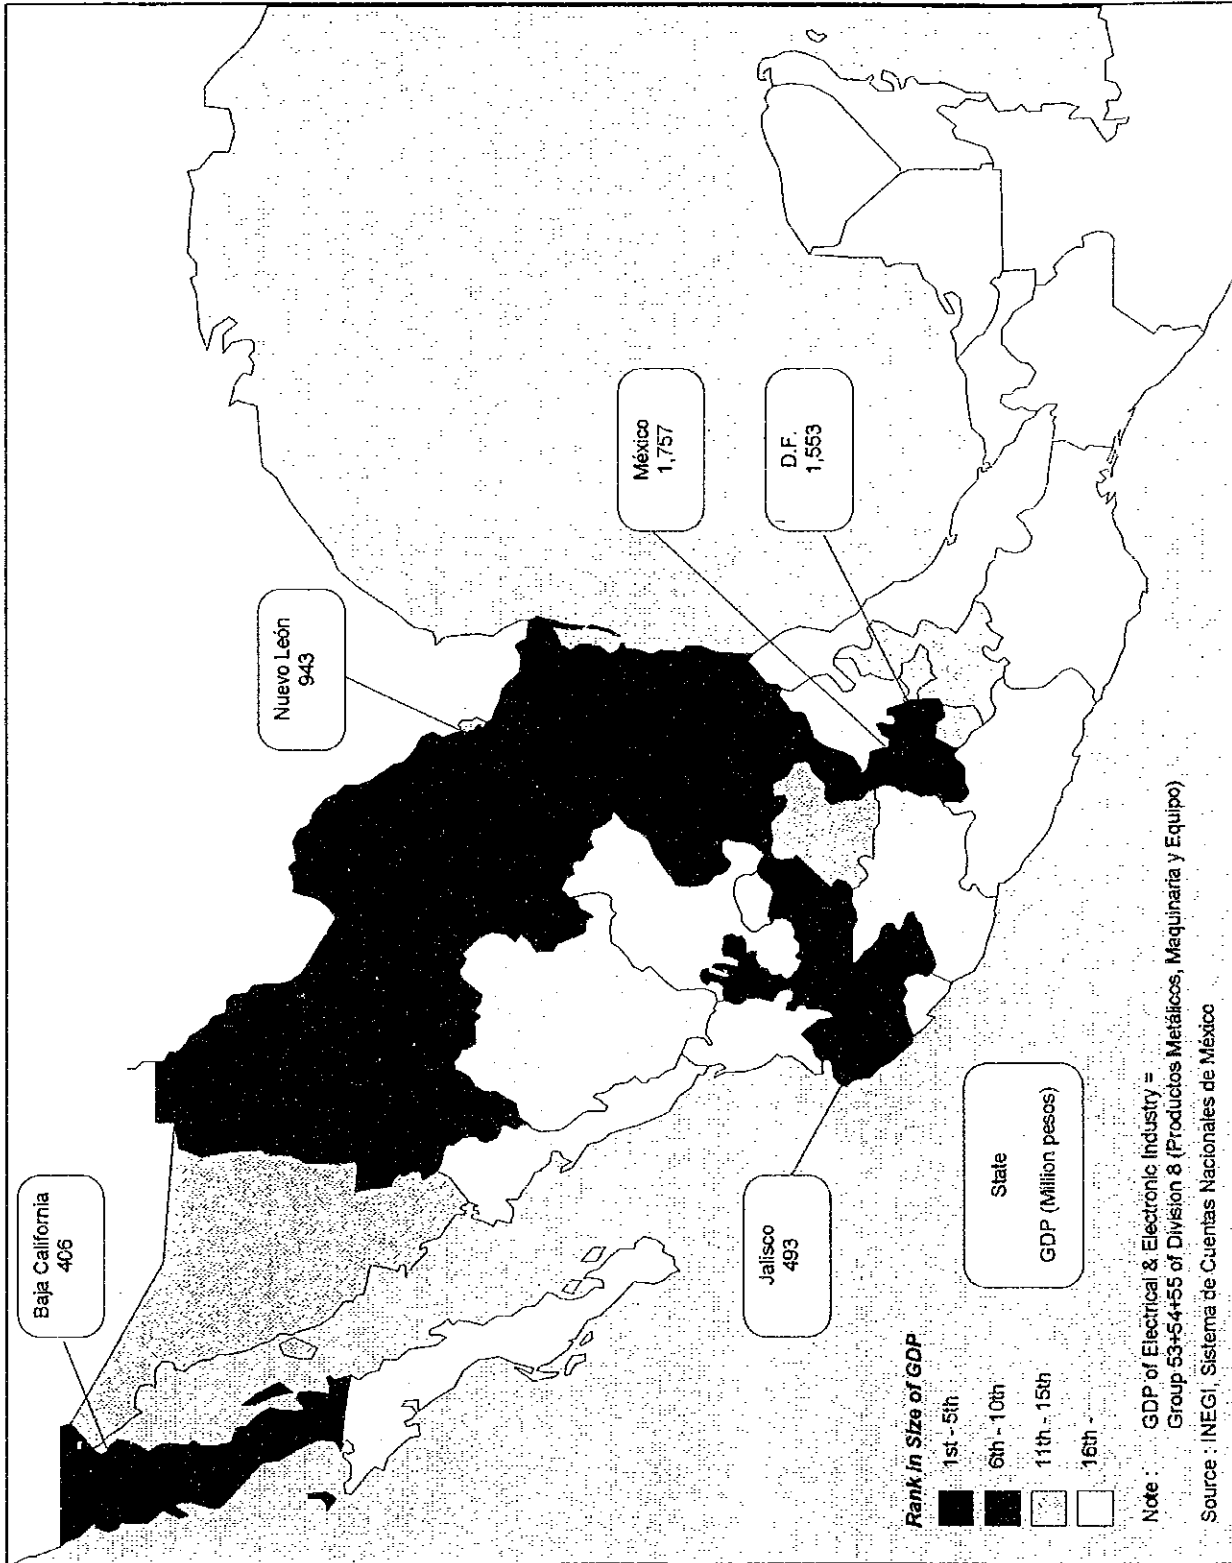 Baja California
406
Nuevo León
943
México
1,757
D.F.
1,553
Jalisco
493
State
GDP (Million pesos)
Rank in Size of GDP
1st - 5th
6th - 10th
11th - 15th
16th -
Note : GDP of Electrical & Electronic Industry =
Group 53+54+55 of Division 8 (Productos Metálicos, Maquinaria y Equipo)
Source : INEGI, Sistema de Cuentas Nacionales de México